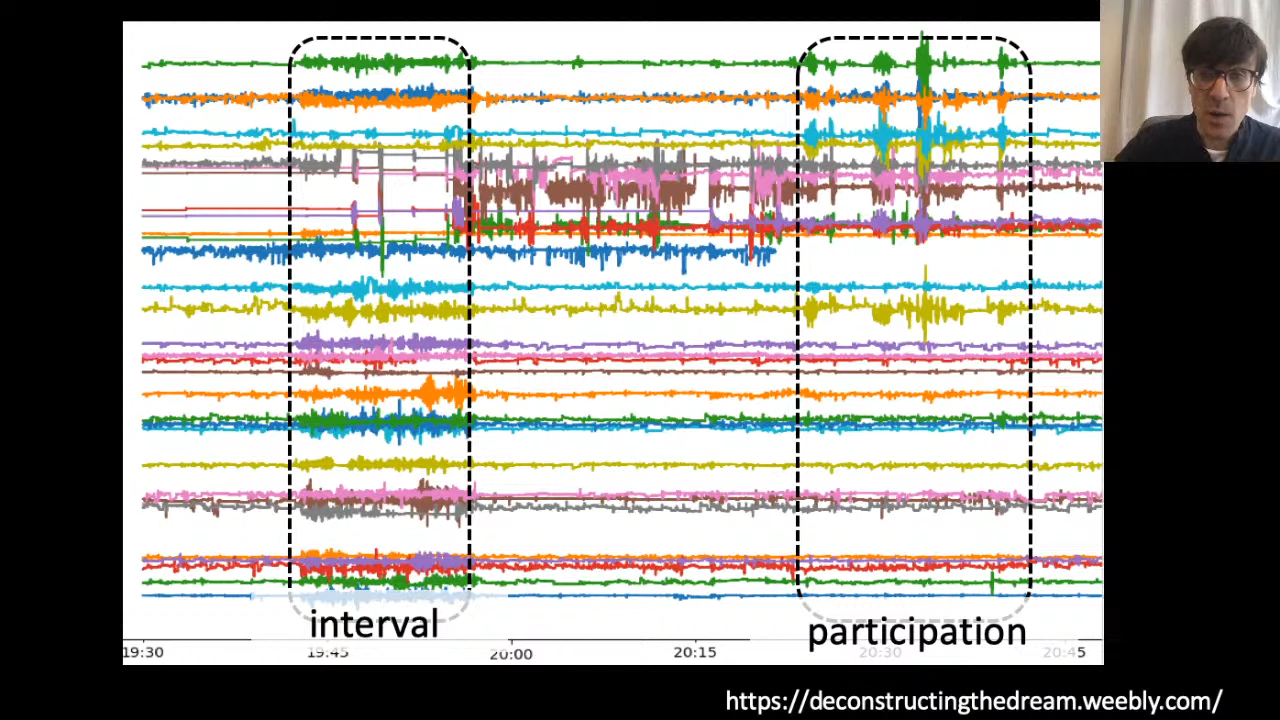 interval
participation
19:30
19:45
20:00
20:15
20:30
20:45
https://deconstructingthedream.weebly.com/